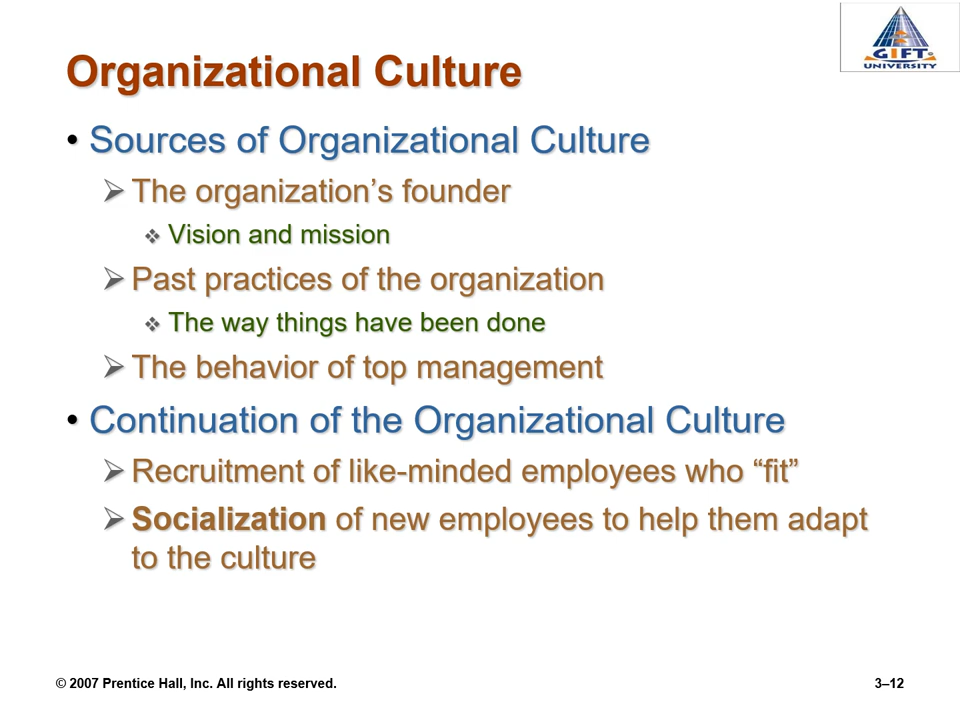 GIFT
UNIVERSITY
Organizational Culture
• Sources of Organizational Culture
➢ The organization’s founder
❖ Vision and mission
➢ Past practices of the organization
❖ The way things have been done
➢ The behavior of top management
• Continuation of the Organizational Culture
➢ Recruitment of like-minded employees who “fit”
➢ Socialization of new employees to help them adapt
to the culture
© 2007 Prentice Hall, Inc. All rights reserved.
3–12